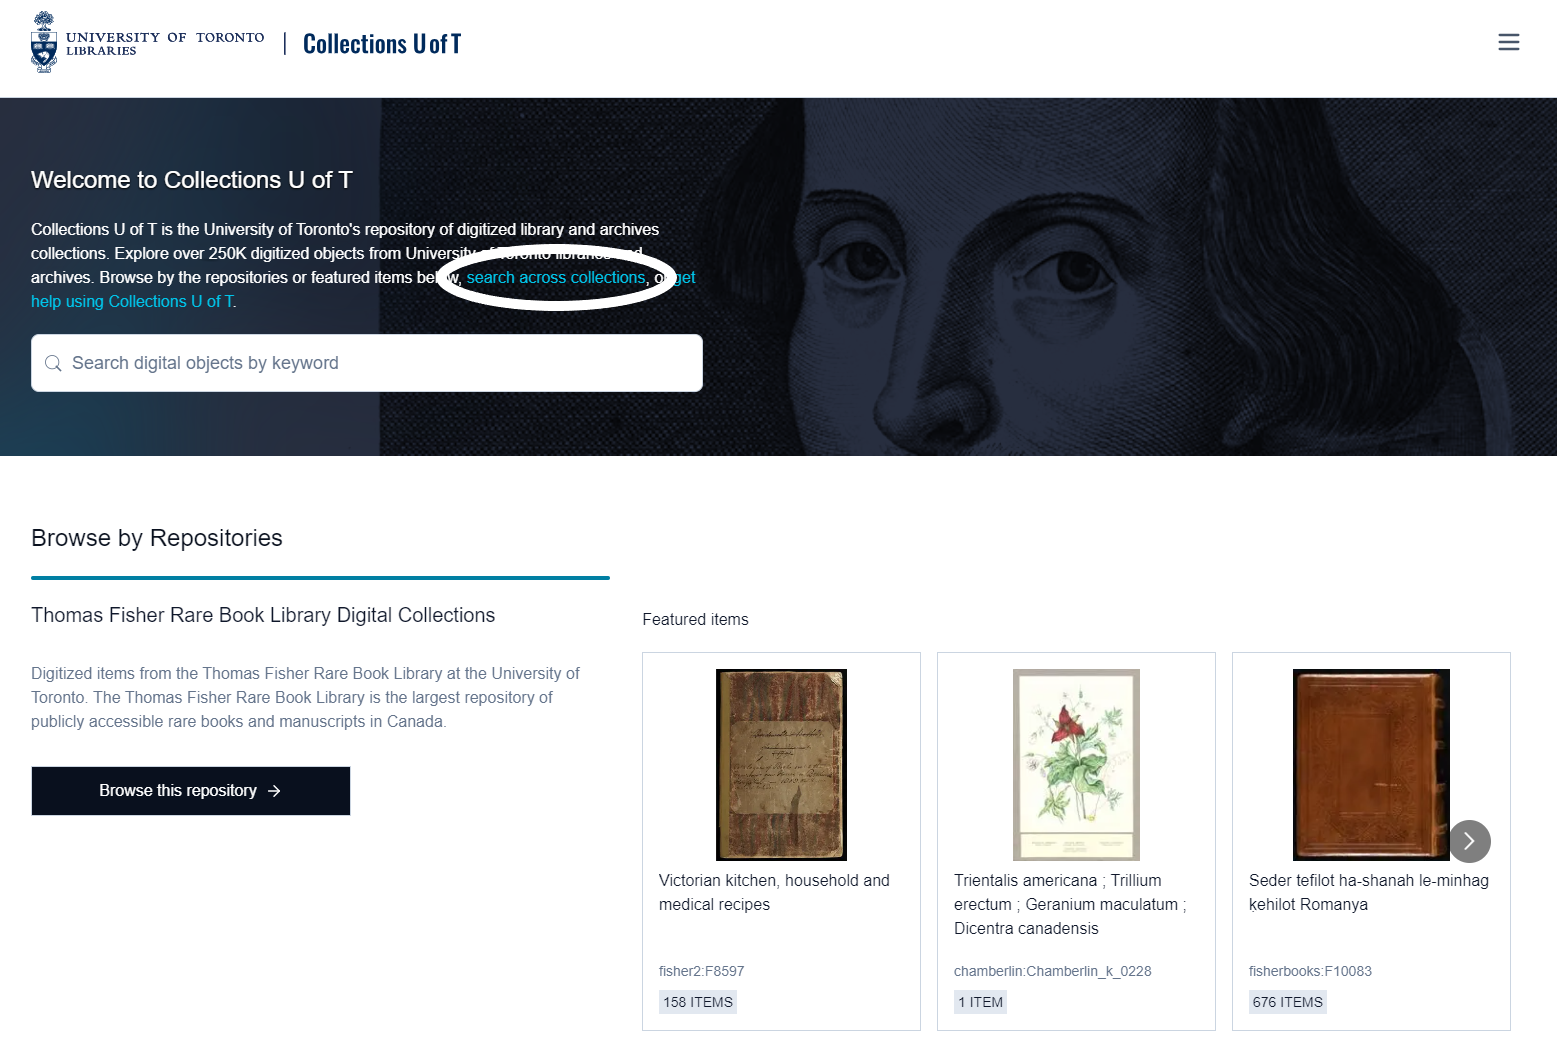 UNIVERSITY OF TORONTO
LIBRARIES
Collections U of T
Welcome to Collections U of T
Collections U of T is the University of Toronto's repository of digitized library and archives
collections. Explore over 250K digitized objects from University of Toronto libraries and
archives. Browse by the repositories or featured items below, search across collections, or get
help using Collections U of T.
Search digital objects by keyword
Browse by Repositories
Thomas Fisher Rare Book Library Digital Collections
Digitized items from the Thomas Fisher Rare Book Library at the University of
Toronto. The Thomas Fisher Rare Book Library is the largest repository of
publicly accessible rare books and manuscripts in Canada.
Browse this repository
Featured items
Victorian kitchen, household and
medical recipes
fisher2:F8597
158 ITEMS
Trientalis americana ; Trillium
erectum ; Geranium maculatum ;
Dicentra canadensis
chamberlin:Chamberlin_k_0228
1 ITEM
Seder tefilot ha-shanah le-minhag
ḳehilot Romanya
fisherbooks:F10083
676 ITEMS